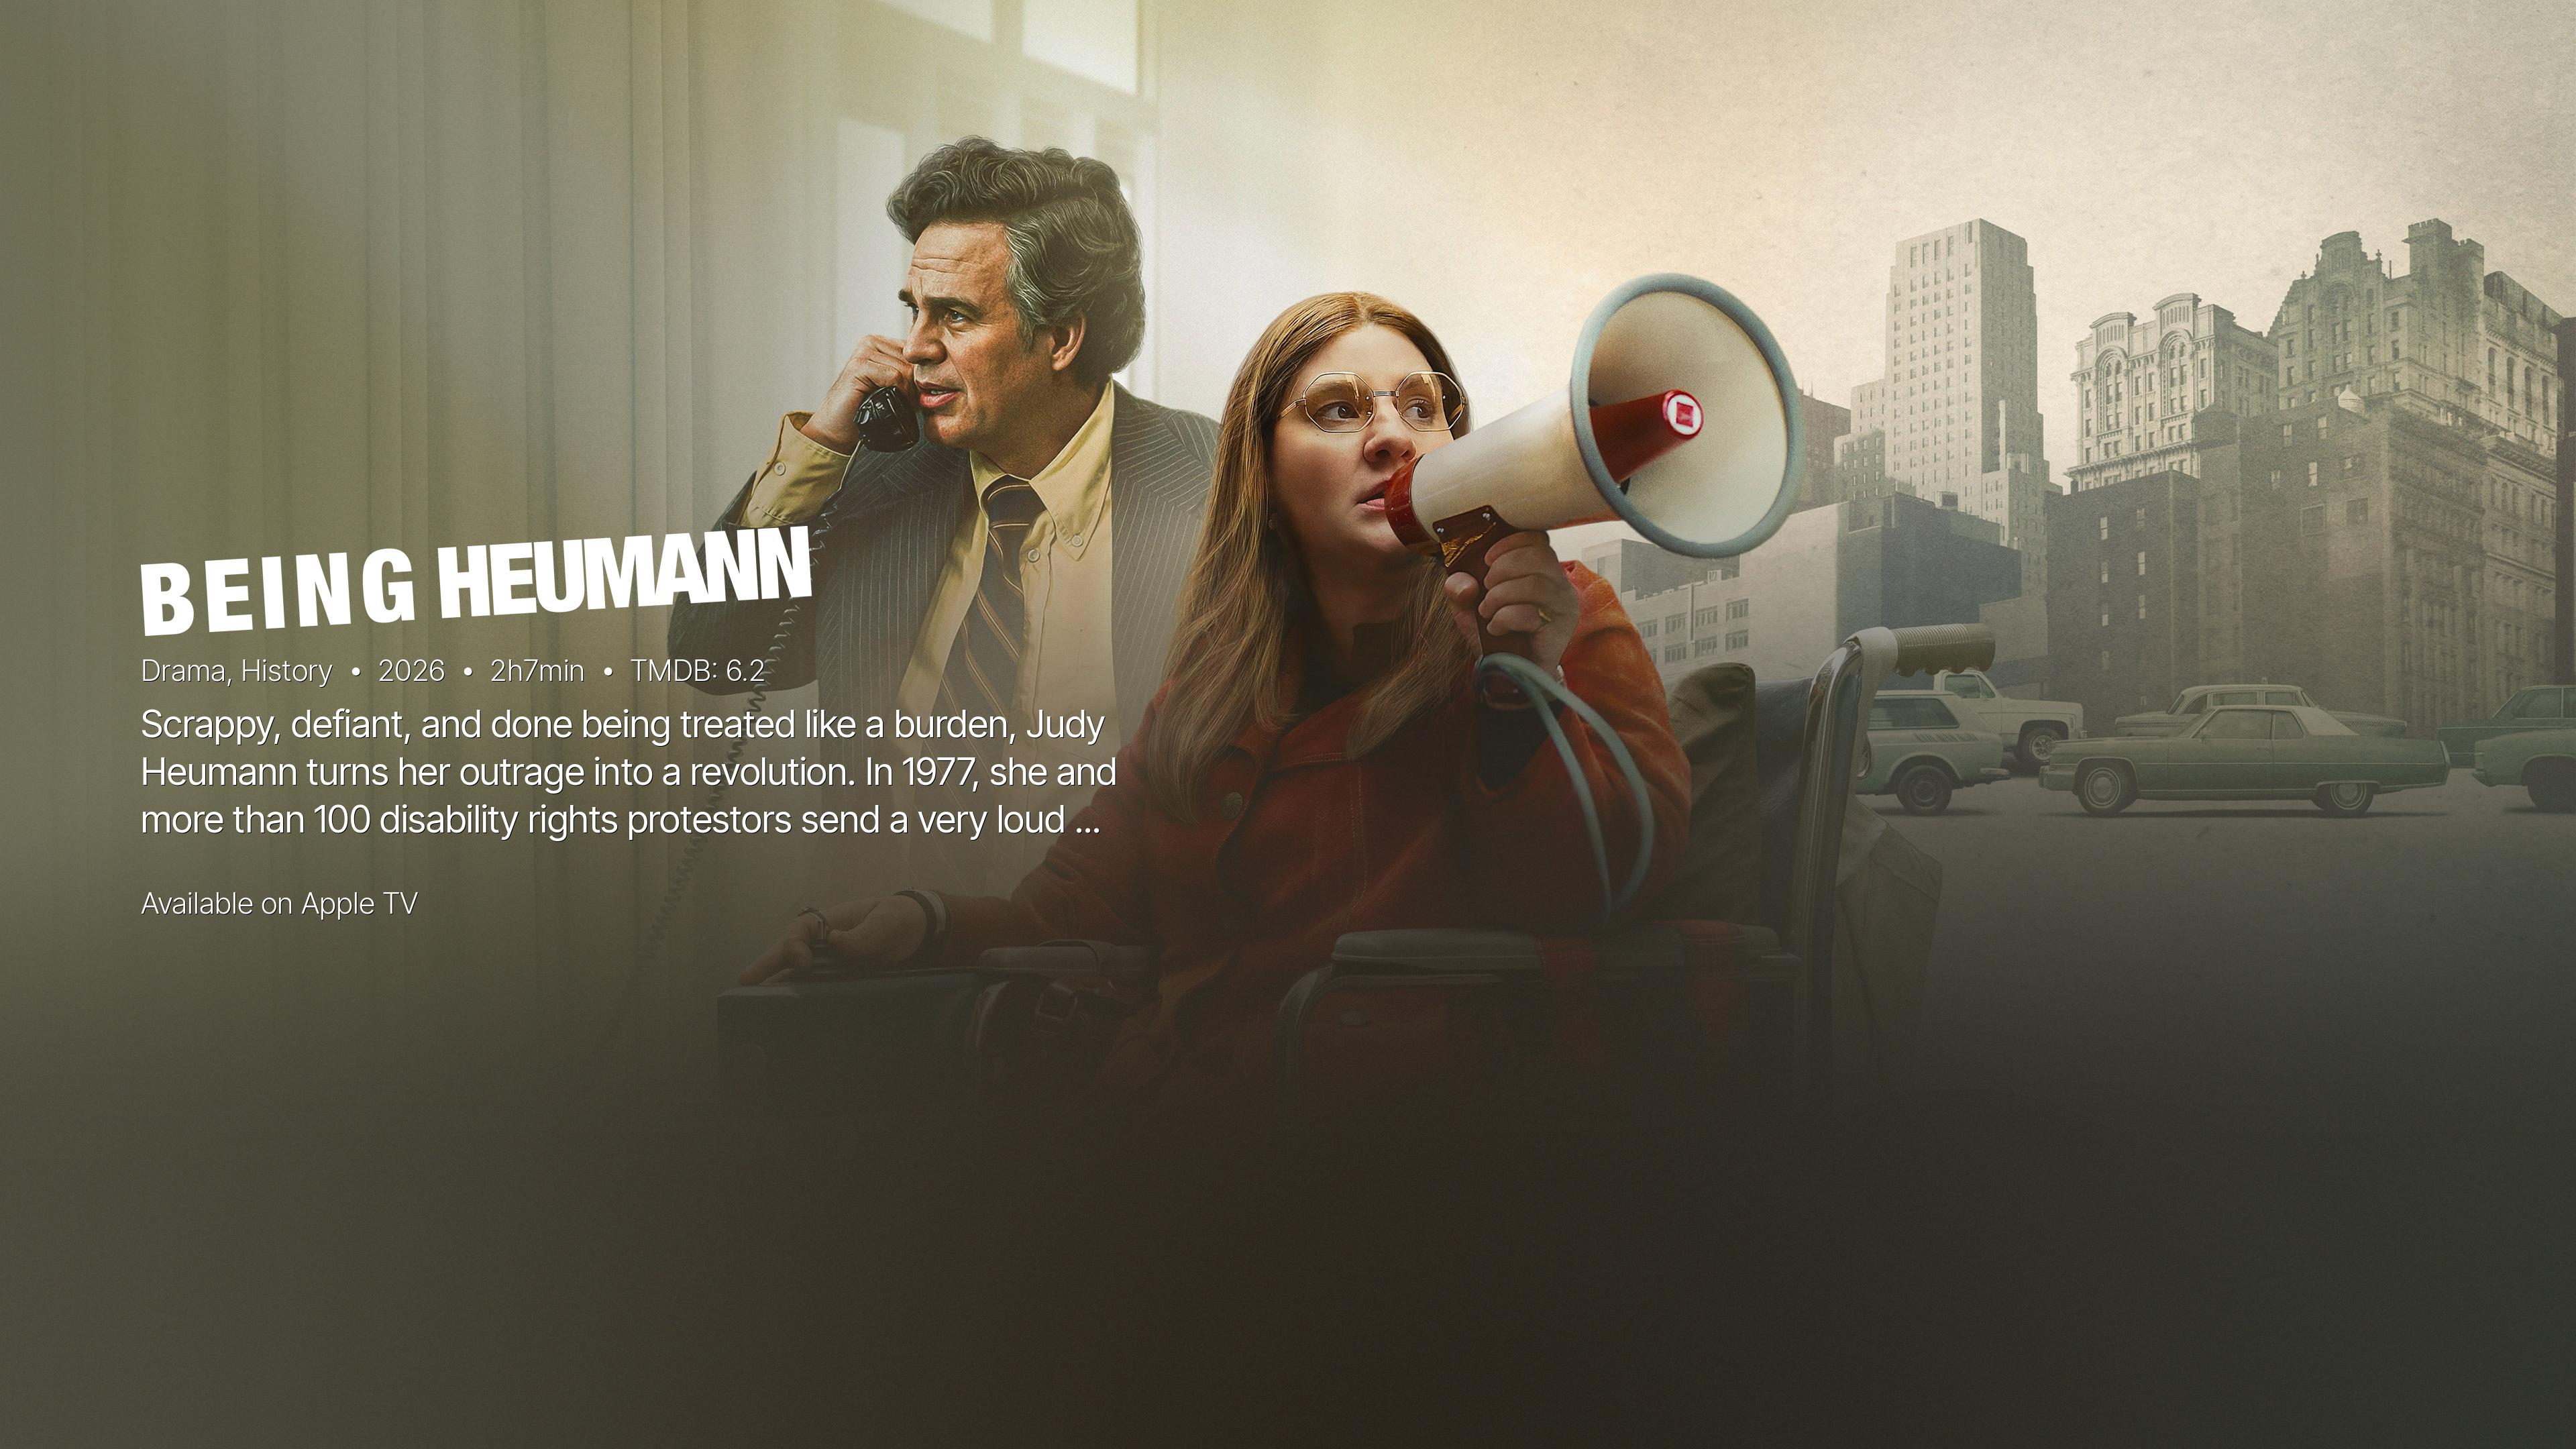 BEING HEUMANN
Drama, History • 2026 • 2h7min • TMDB: 6.2
Scrappy, defiant, and done being treated like a burden, Judy
Heumann turns her outrage into a revolution. In 1977, she and
more than 100 disability rights protestors send a very loud ...
Available on Apple TV